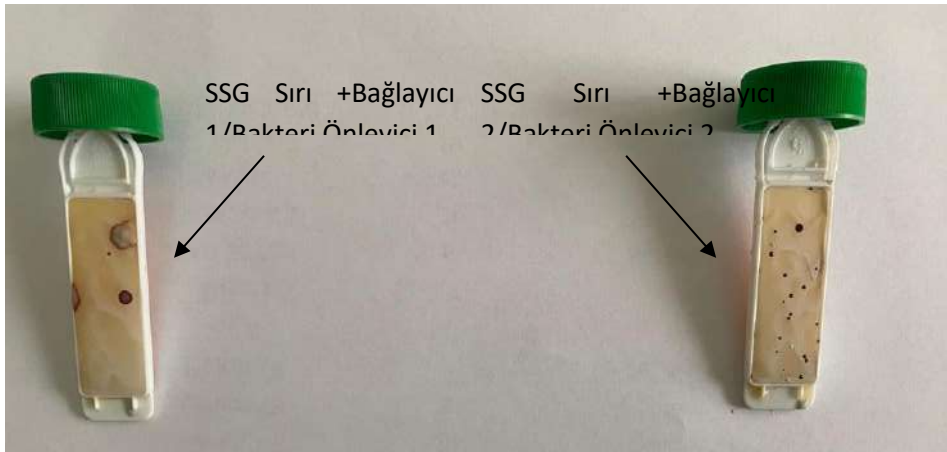 SSG Sırı +Bağlayıcı
1/Bakteri Önleyici 1
SSG Sırı +Bağlayıcı
2/Bakteri Önleyici 2